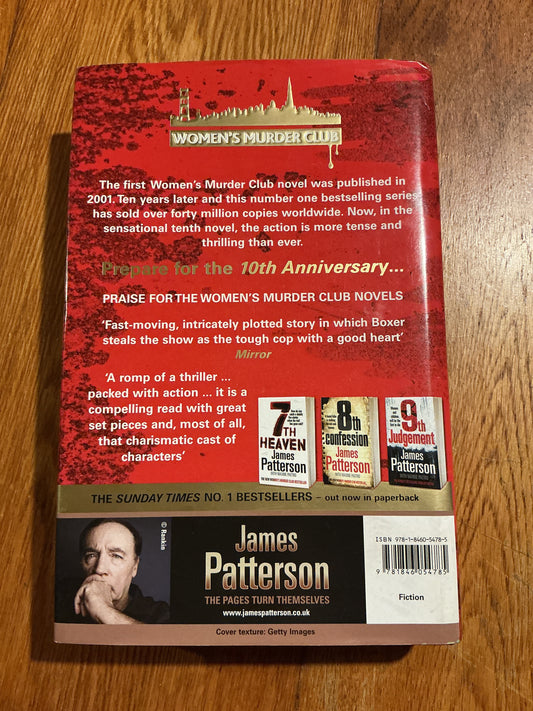 WOMEN'S MURDER CLUB
The first Women's Murder Club novel was published in
2001. Ten years later and this number one bestselling series
has sold over forty million copies worldwide. Now, in the
sensational tenth novel, the action is more tense and
thrilling than ever.
Prepare for the 10th Anniversary...
PRAISE FOR THE WOMEN'S MURDER CLUB NOVELS
'Fast-moving, intricately plotted story in which Boxer
steals the show as the tough cop with a good heart'
Mirror
'A romp of a thriller ...
packed with action ... it is a
compelling read with great
set pieces and, most of all,
that charismatic cast of
characters'
7TH
HEAVEN
James
Patterson
8th
Confession
James
Patterson
9th
Judgement
James
Patterson
THE SUNDAY TIMES NO. 1 BESTSELLERS – out now in paperback
© Rankin
James
Patterson
THE PAGES TURN THEMSELVES
www.jamespatterson.co.uk
ISBN 978-1-8460-5478-5
9 781846 054785
Fiction
Cover texture: Getty Images